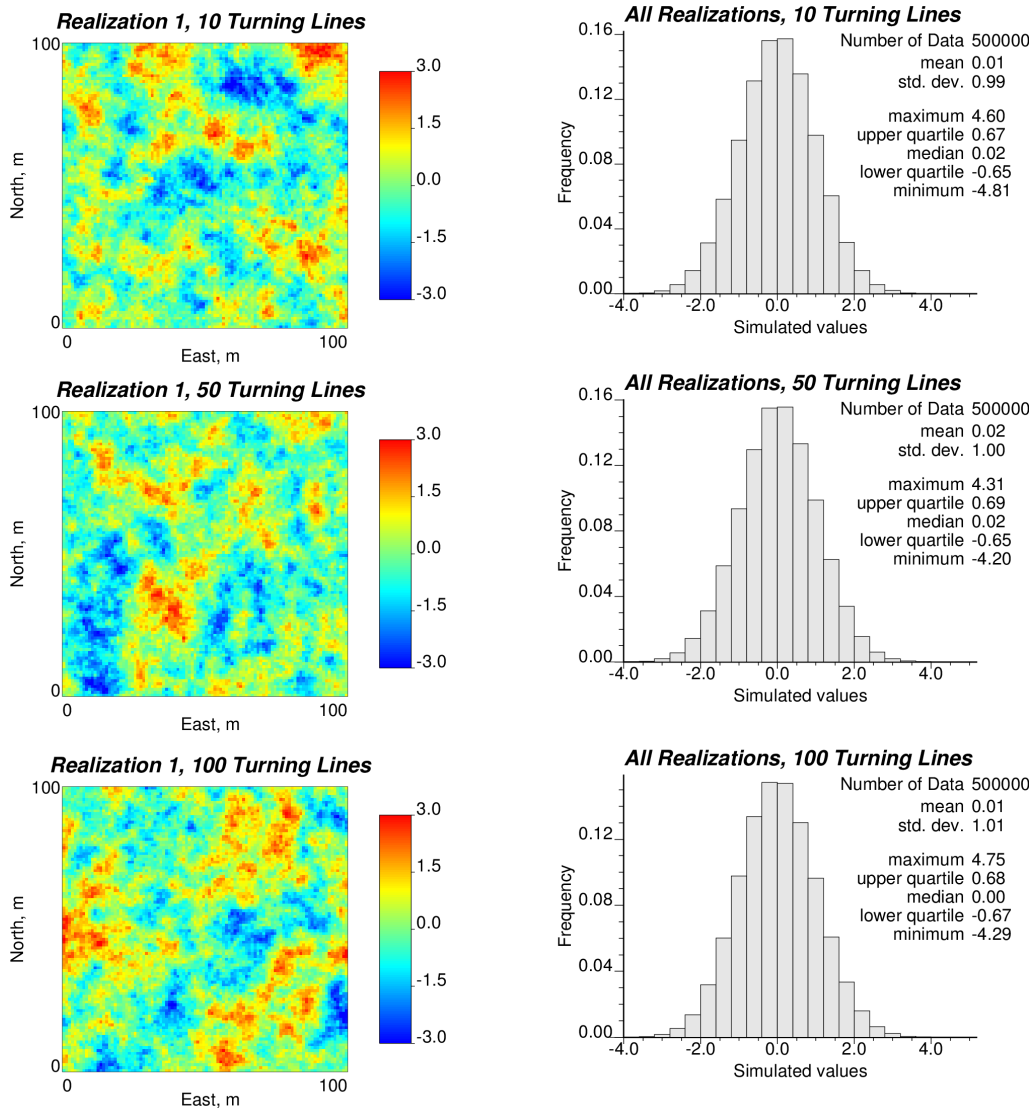 Realization 1, 10 Turning Lines
100
North, m
0
0
100
East, m
3.0
1.5
0.0
-1.5
-3.0
All Realizations, 10 Turning Lines
Number of Data 500000
mean 0.01
std. dev. 0.99
maximum 4.60
upper quartile 0.67
median 0.02
lower quartile -0.65
minimum -4.81
Frequency
0.16
0.12
0.08
0.04
0.00
-4.0 -2.0 0.0 2.0 4.0
Simulated values
Realization 1, 50 Turning Lines
100
North, m
0
0
100
East, m
3.0
1.5
0.0
-1.5
-3.0
All Realizations, 50 Turning Lines
Number of Data 500000
mean 0.02
std. dev. 1.00
maximum 4.31
upper quartile 0.69
median 0.02
lower quartile -0.65
minimum -4.20
Frequency
0.16
0.12
0.08
0.04
0.00
-4.0 -2.0 0.0 2.0 4.0
Simulated values
Realization 1, 100 Turning Lines
100
North, m
0
0
100
East, m
3.0
1.5
0.0
-1.5
-3.0
All Realizations, 100 Turning Lines
Number of Data 500000
mean 0.01
std. dev. 1.01
maximum 4.75
upper quartile 0.68
median 0.00
lower quartile -0.67
minimum -4.29
Frequency
0.12
0.08
0.04
0.00
-4.0 -2.0 0.0 2.0 4.0
Simulated values